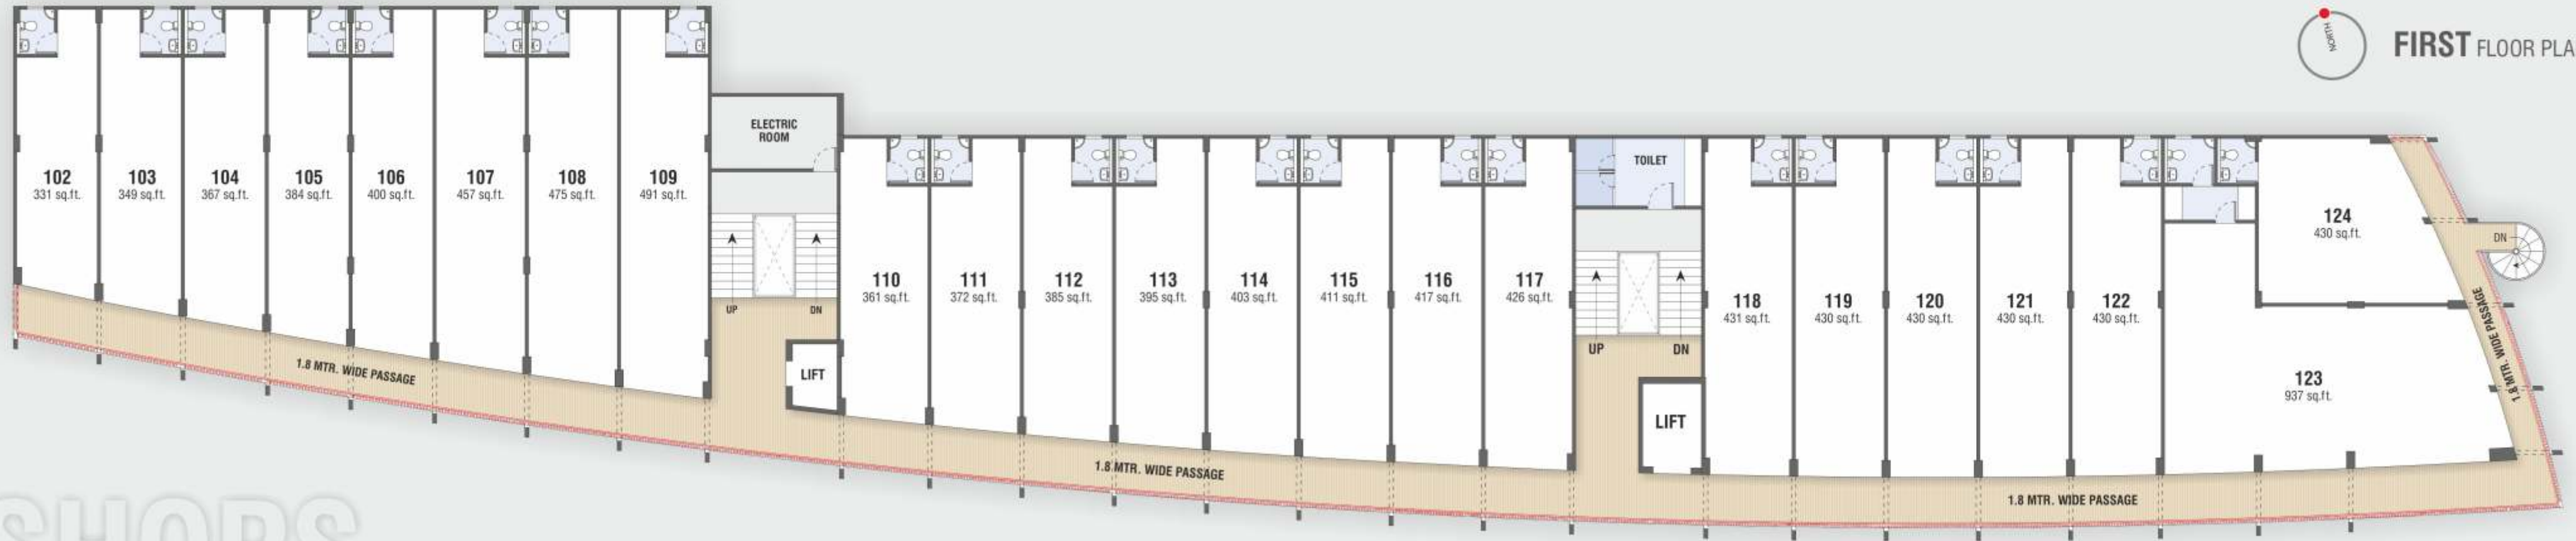 NORTH
FIRST FLOOR PLA
102
331 sq.ft.
103
349 sq.ft.
104
367 sq.ft.
105
384 sq.ft.
106
400 sq.ft.
107
457 sq.ft.
108
475 sq.ft.
109
491 sq.ft.
ELECTRIC
ROOM
UP
DN
LIFT
110
361 sq.ft.
111
372 sq.ft.
112
385 sq.ft.
113
395 sq.ft.
114
403 sq.ft.
115
411 sq.ft.
116
417 sq.ft.
117
426 sq.ft.
TOILET
UP
DN
LIFT
118
431 sq.ft.
119
430 sq.ft.
120
430 sq.ft.
121
430 sq.ft.
122
430 sq.ft.
123
937 sq.ft.
124
430 sq.ft.
DN
1.8 MTR. WIDE PASSAGE
1.8 MTR. WIDE PASSAGE
1.8 MTR. WIDE PASSAGE
1.8 MTR. WIDE PASSAGE
SHOPS